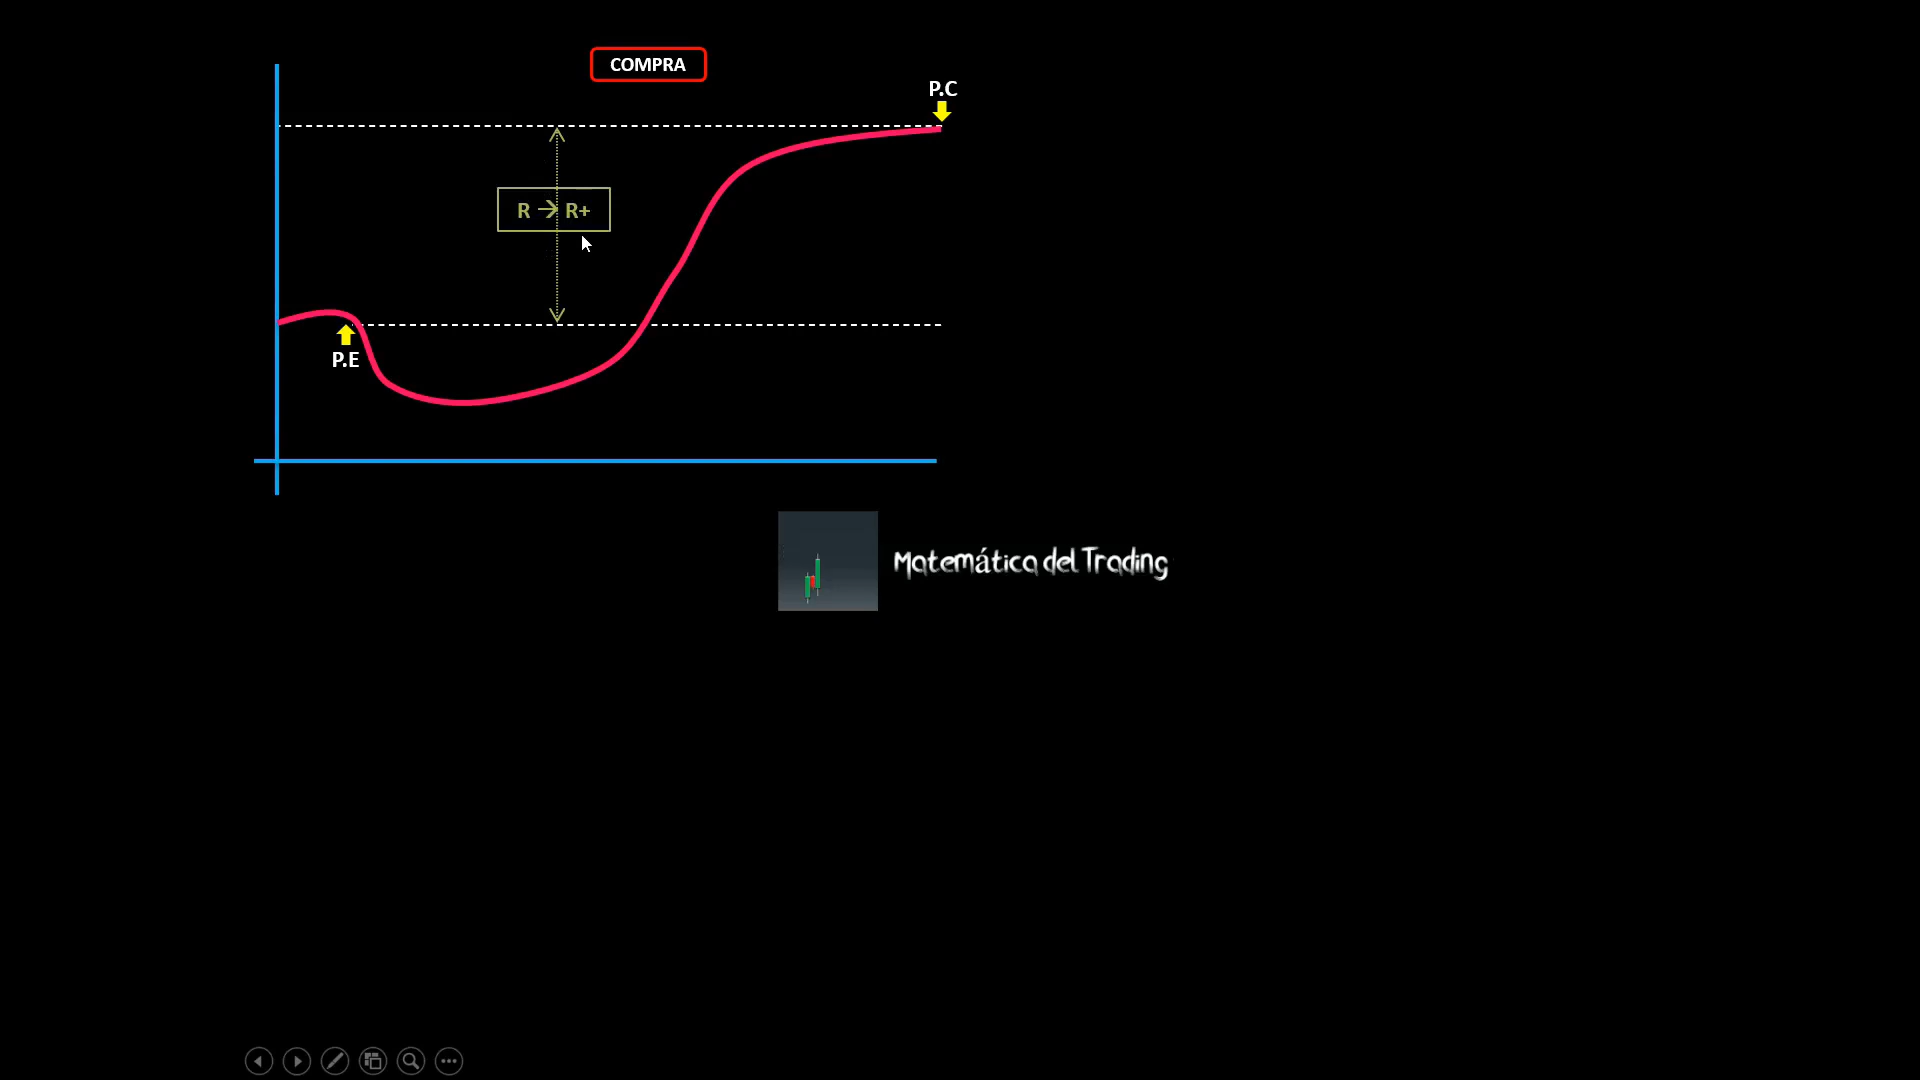 COMPRA
P.C
R → R+
P.E
Matemática del Trading